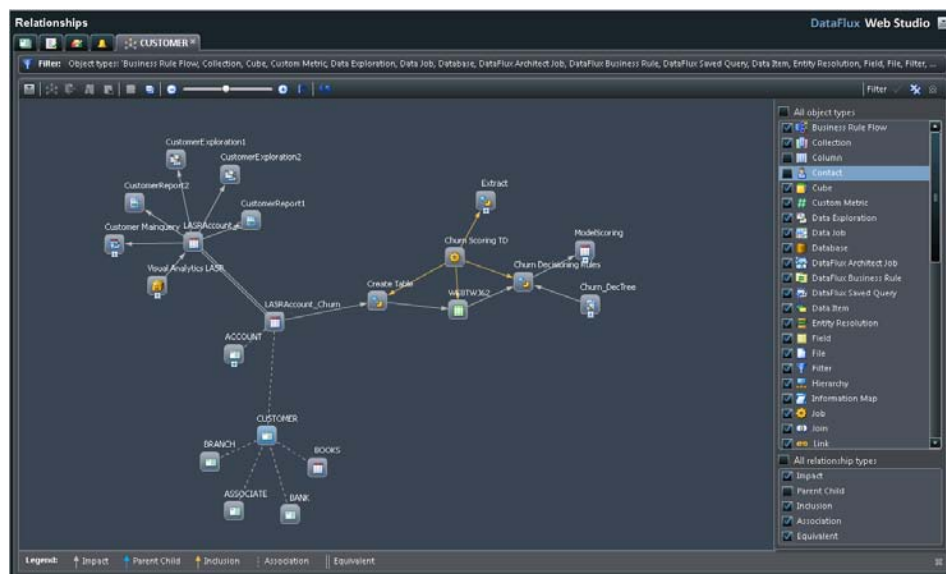 Relationships
DataFlux Web Studio
CUSTOMER
Filter: Object types: 'Business Rule Flow, Collection, Cube, Custom Metric, Data Exploration, Data Job, Database, DataFlux Architect Job, DataFlux Business Rule, DataFlux Saved Query, Data Item, Entity Resolution, Field, File, Filter, ...
Filter
CustomerExploration1
CustomerExploration2
CustomerReport2
CustomerReport1
Customer Mainquery
LASRAccount_
Visual Analytics LASR
Extract
Churn Scoring TD
ModelScoring
Churn Decisioning Rules
Create Table
WEBTWJ62
Churn_DecTree
LASRAccount_Churn
ACCOUNT
CUSTOMER
BRANCH
BOOKS
ASSOCIATE
BANK
All object types
Business Rule Flow
Collection
Column
Contact
Cube
Custom Metric
Data Exploration
Data Job
Database
DataFlux Architect Job
DataFlux Business Rule
DataFlux Saved Query
Data Item
Entity Resolution
Field
File
Filter
Hierarchy
Information Map
Job
Join
Link
All relationship types
Impact
Parent Child
Inclusion
Association
Equivalent
Legend: Impact Parent Child Inclusion Association Equivalent